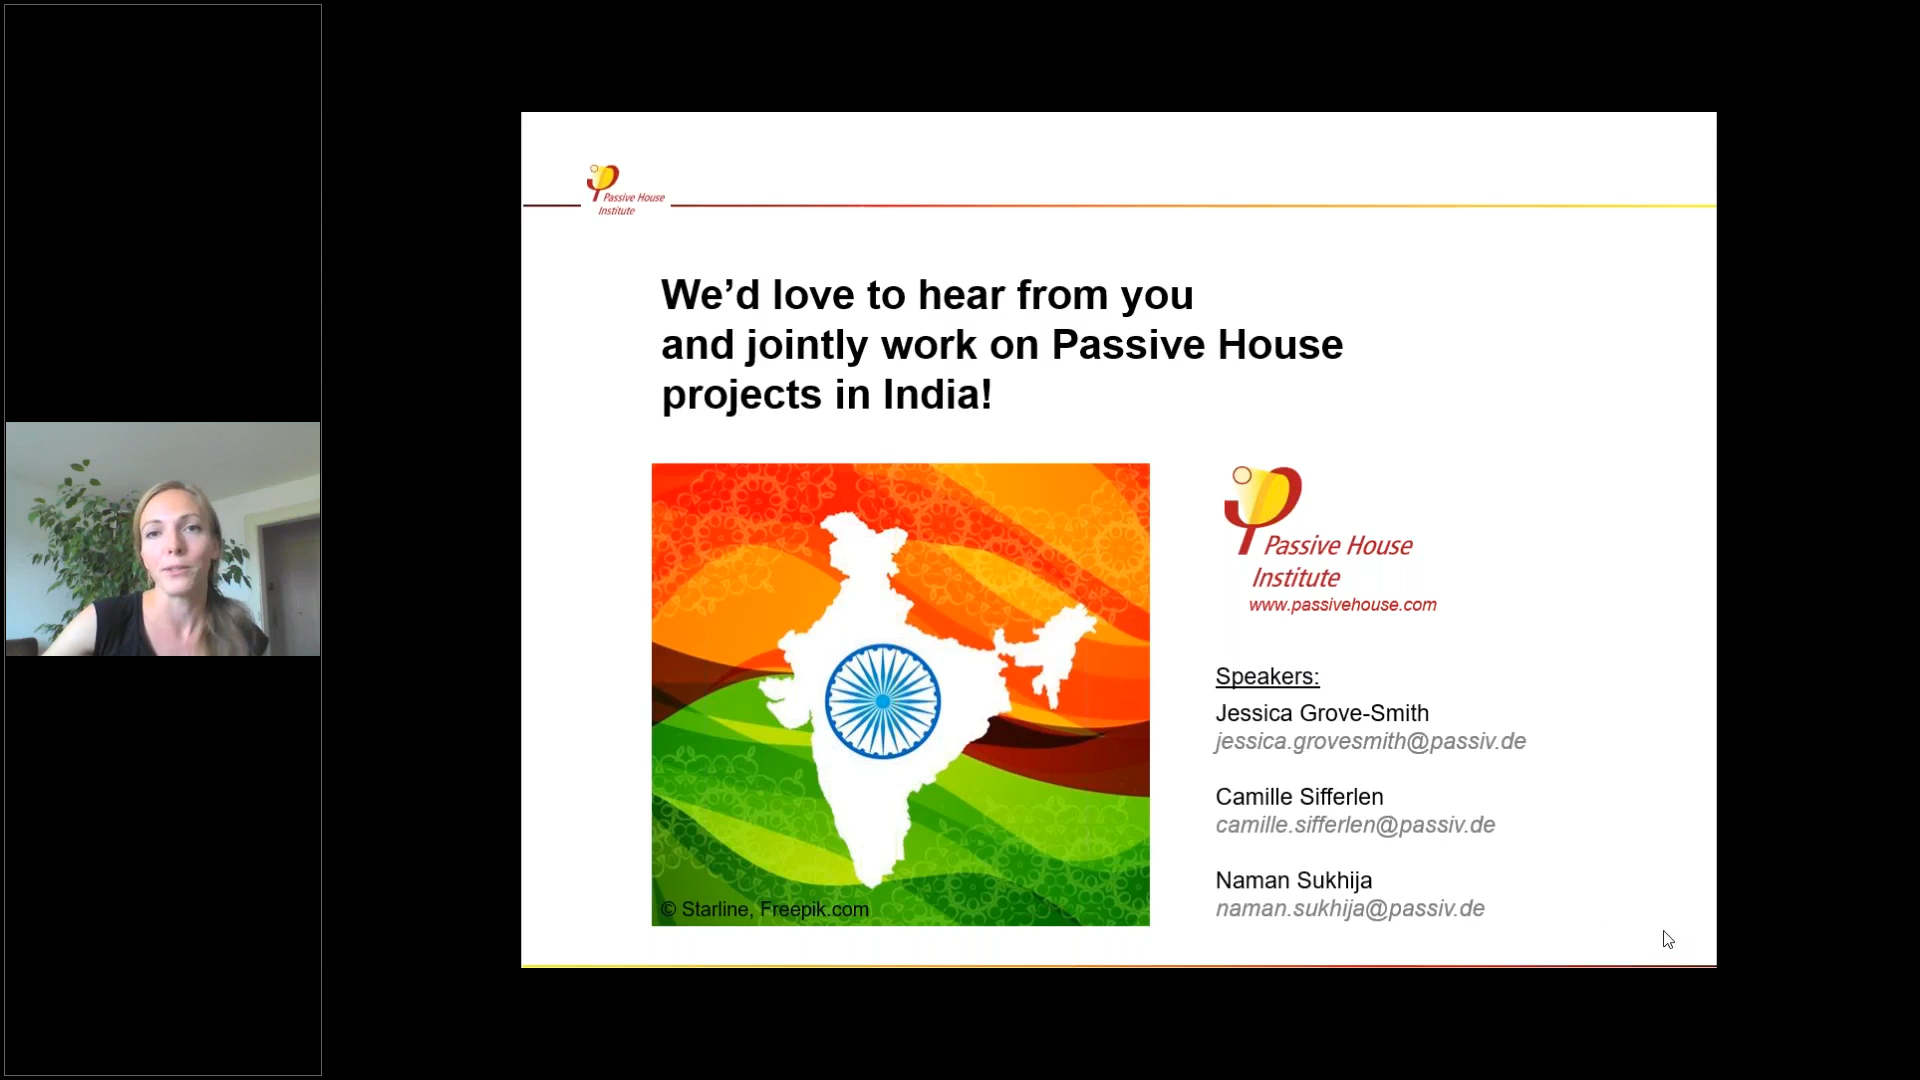 Passive House
Institute
We’d love to hear from you
and jointly work on Passive House
projects in India!
© Starline, Freepik.com
Passive House
Institute
www.passivehouse.com
Speakers:
Jessica Grove-Smith
jessica.grovesmith@passiv.de
Camille Sifferlen
camille.sifferlen@passiv.de
Naman Sukhija
naman.sukhija@passiv.de